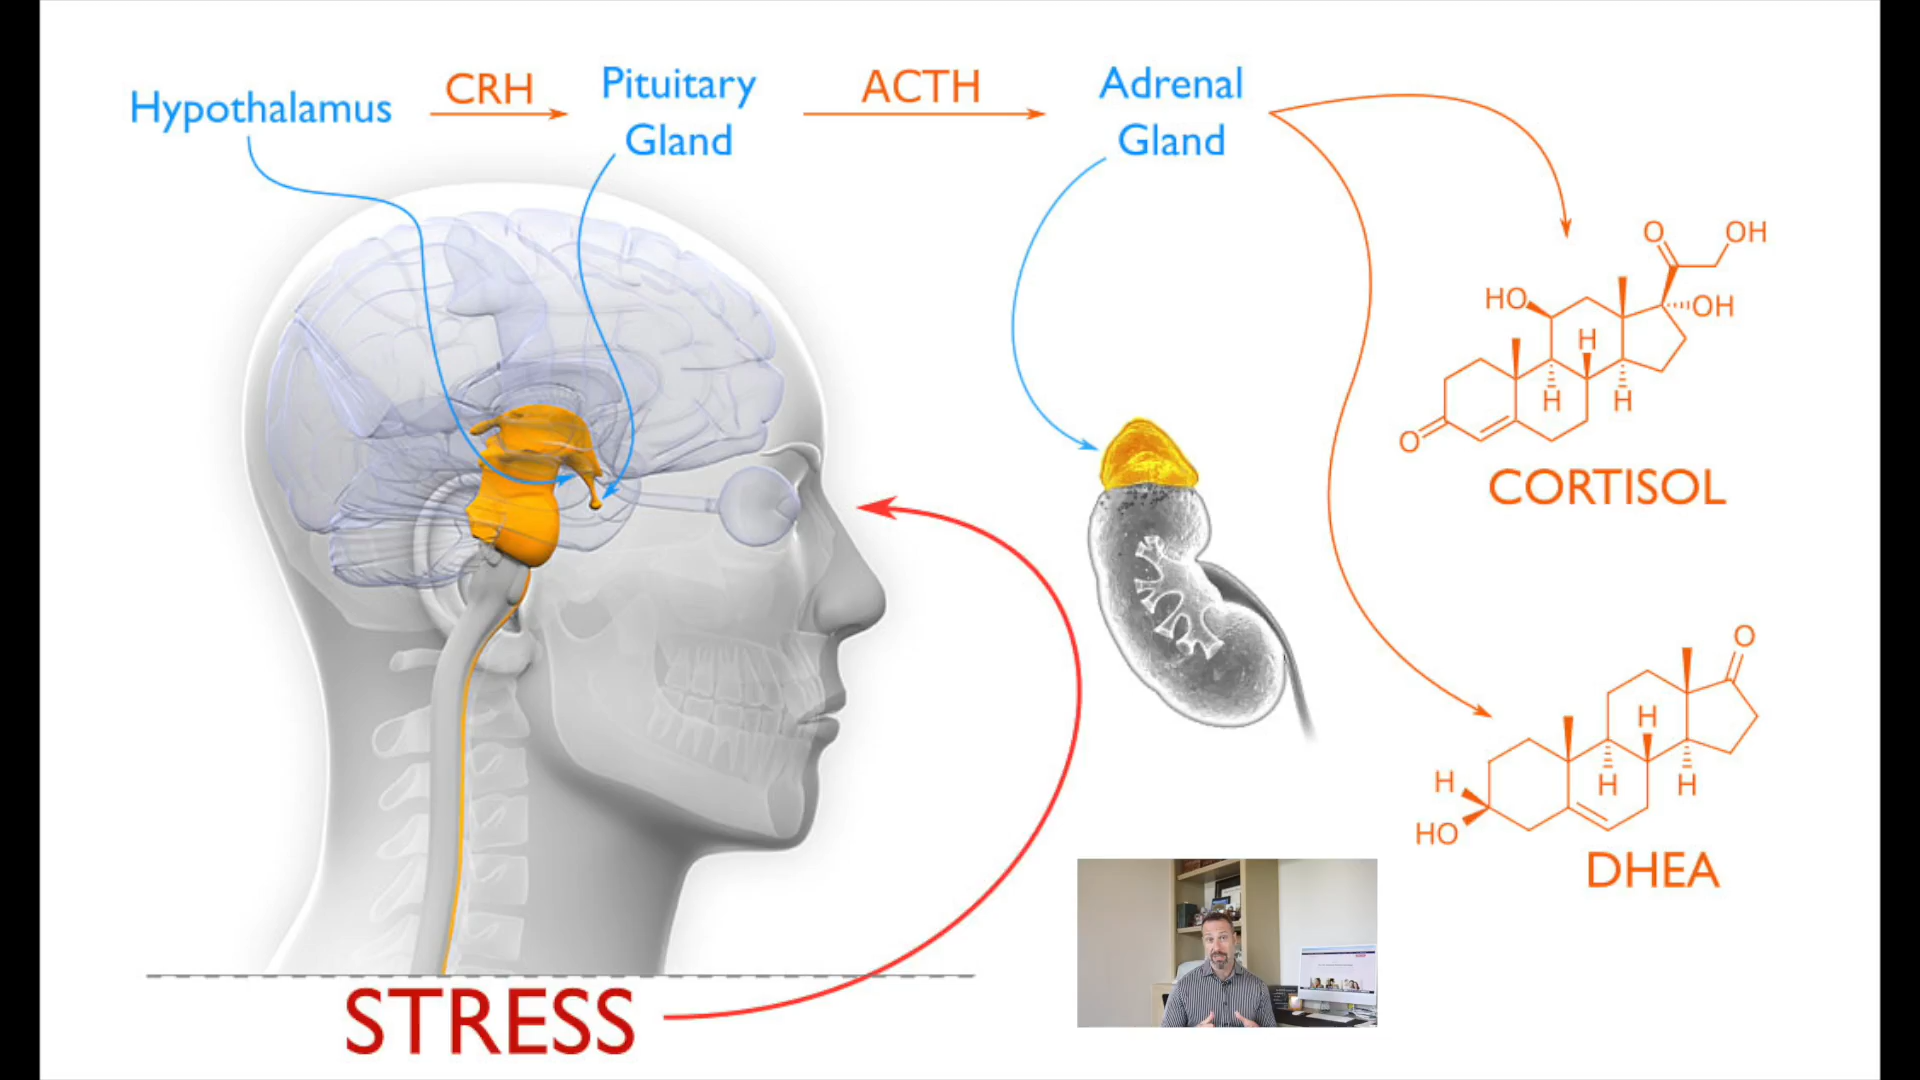 Hypothalamus
CRH
Pituitary
Gland
ACTH
Adrenal
Gland
O
OH
HO
OH
H
H
H
O
CORTISOL
O
H
H
H
H
HO
DHEA
STRESS